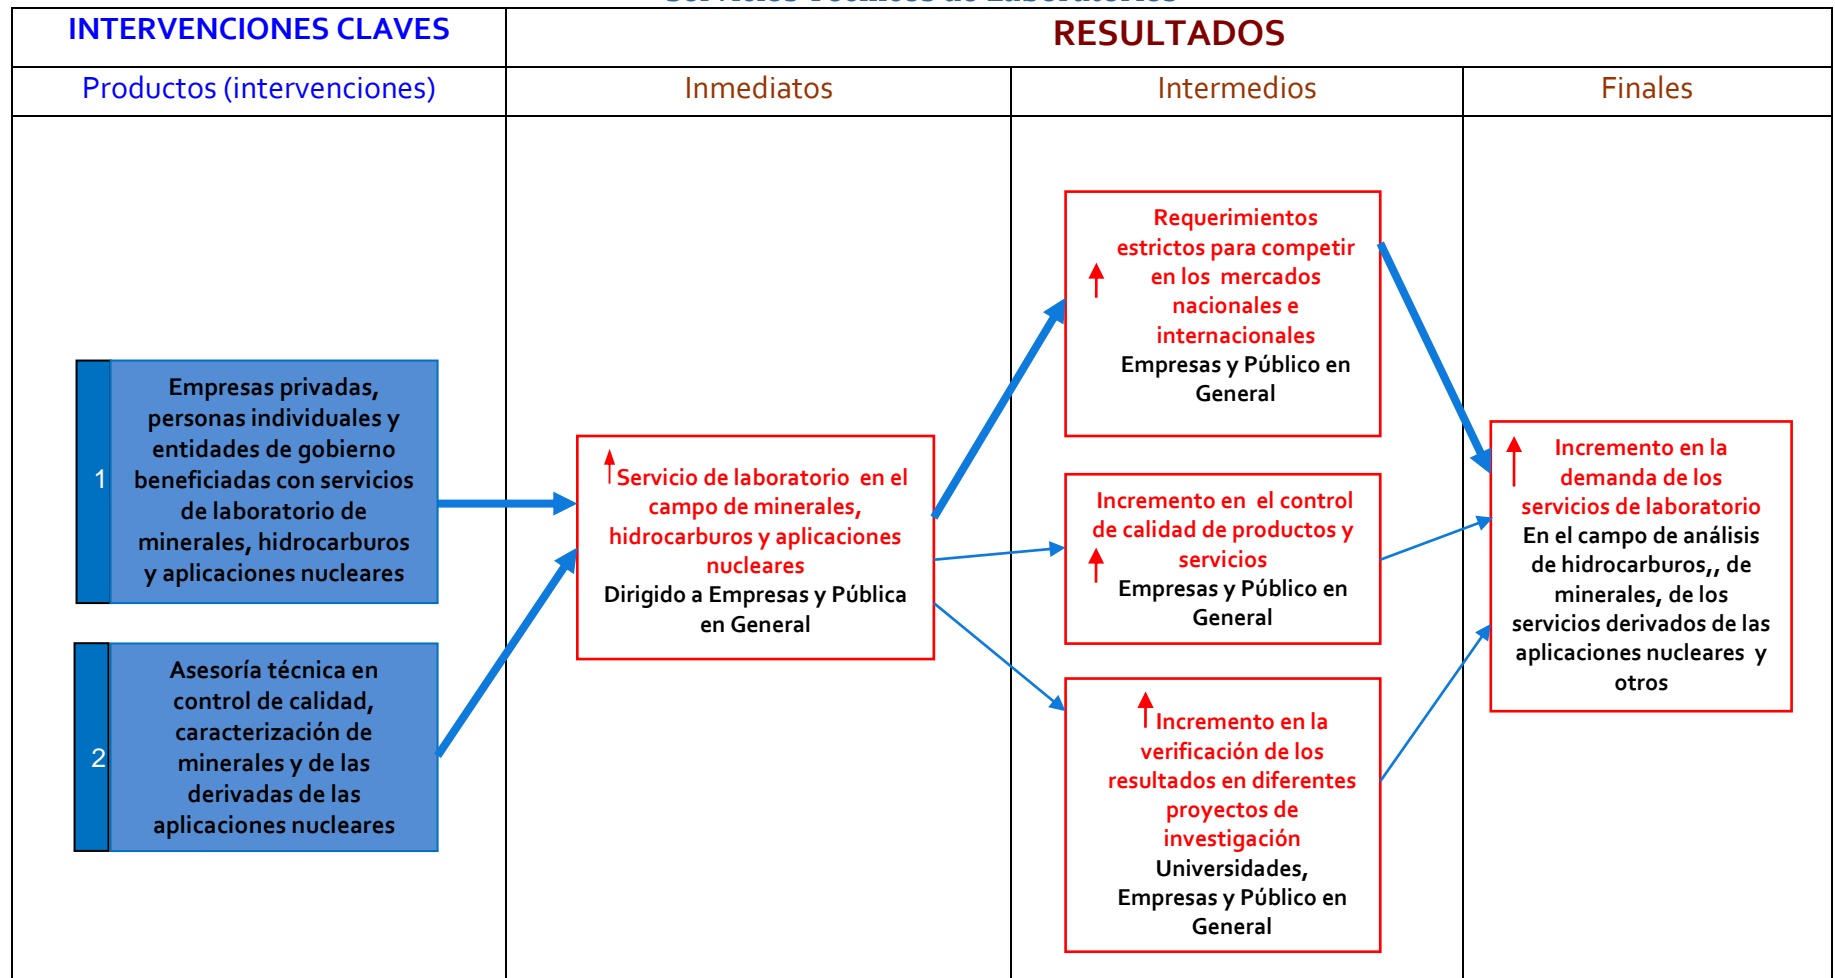 Servicios Técnicos de Laboratorios
INTERVENCIONES CLAVES
RESULTADOS
Productos (intervenciones)
Inmediatos
Intermedios
Finales
1
Empresas privadas,
personas individuales y
entidades de gobierno
beneficiadas con servicios
de laboratorio de
minerales, hidrocarburos
y aplicaciones nucleares
2
Asesoría técnica en
control de calidad,
caracterización de
minerales y de las
derivadas de las
aplicaciones nucleares
Servicio de laboratorio en el
campo de minerales,
hidrocarburos y aplicaciones
nucleares
Dirigido a Empresas y Pública
en General
Requerimientos
estrictos para competir
en los mercados
nacionales e
internacionales
Empresas y Público en
General
Incremento en el control
de calidad de productos y
servicios
Empresas y Público en
General
Incremento en la
verificación de los
resultados en diferentes
proyectos de
investigación
Universidades,
Empresas y Público en
General
Incremento en la
demanda de los
servicios de laboratorio
En el campo de análisis
de hidrocarburos,, de
minerales, de los
servicios derivados de las
aplicaciones nucleares y
otros